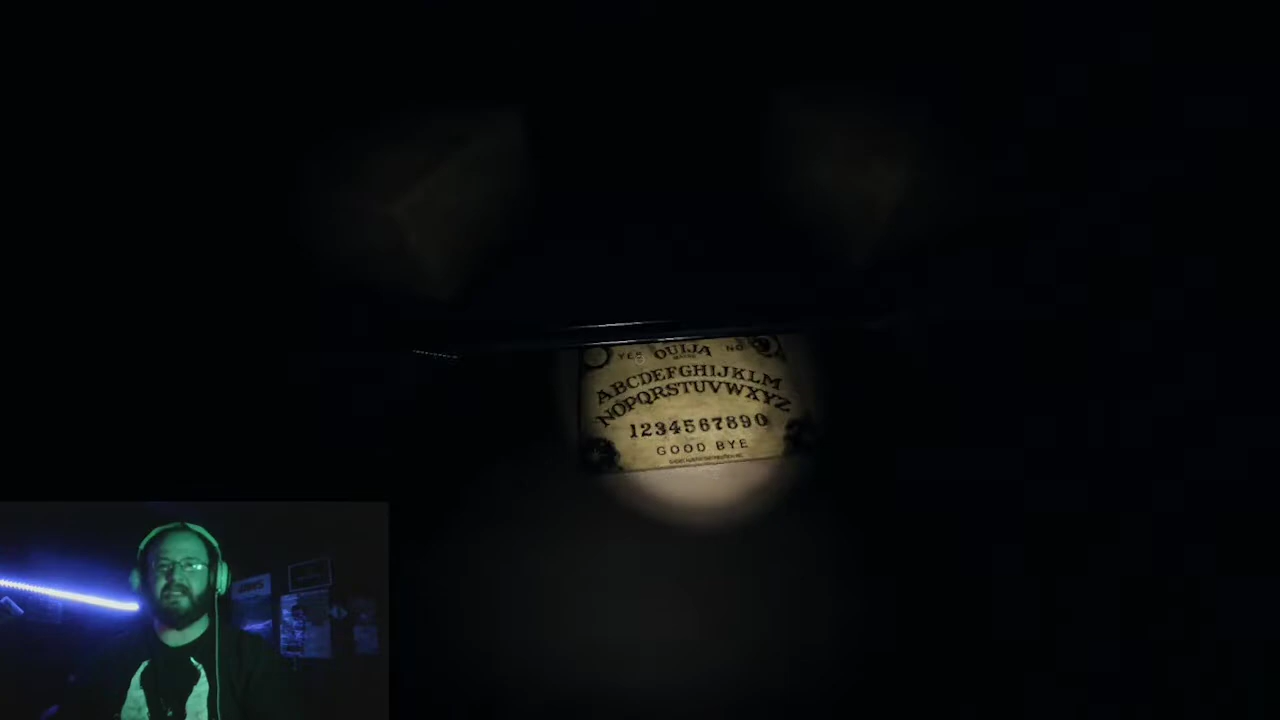 YES OUIJA NO
ABCDEFGHIJKLM
NOPQRSTUVWXYZ
1234567890
GOOD BYE